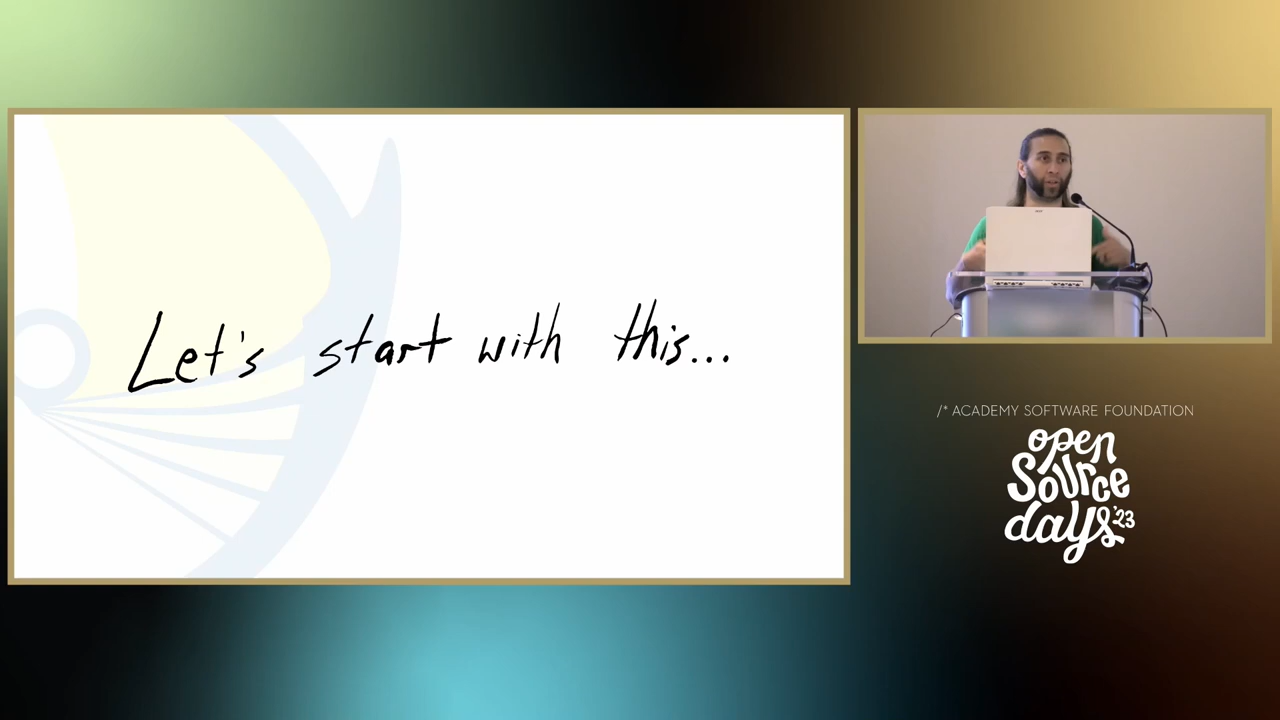 Let's start with this...
/* ACADEMY SOFTWARE FOUNDATION
open
Source
days '23